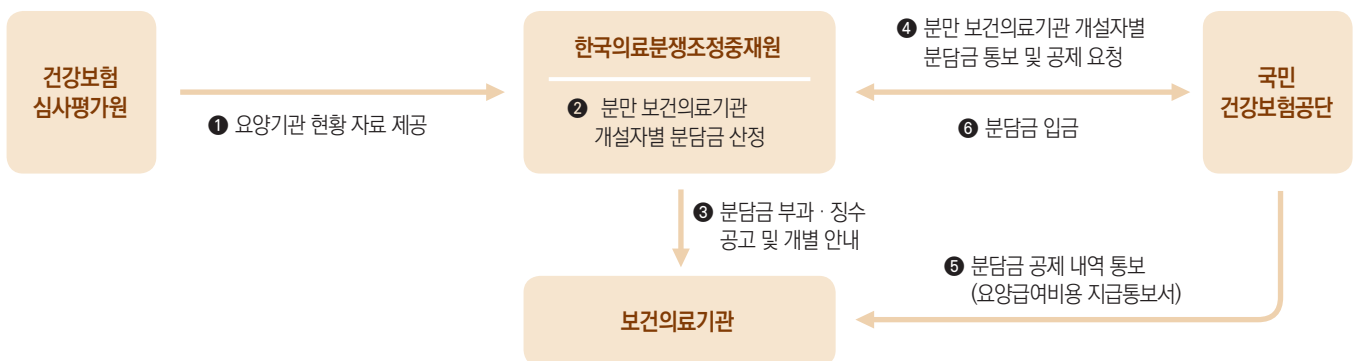 건강보험
심사평가원
❶ 요양기관 현황 자료 제공
한국의료분쟁조정중재원
❷ 분만 보건의료기관
개설자별 분담금 산정
❸ 분담금 부과 · 징수
공고 및 개별 안내
❹ 분만 보건의료기관 개설자별
분담금 통보 및 공제 요청
❻ 분담금 입금
국민
건강보험공단
❺ 분담금 공제 내역 통보
(요양급여비용 지급통보서)
보건의료기관